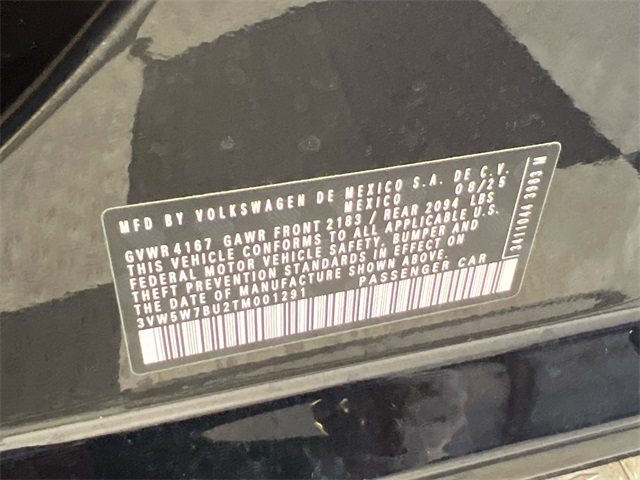 MFD BY VOLKSWAGEN DE MEXICO S.A. DE C.V.
MEXICO 08/25
GVWR4167 GAWR FRONT 2183 / REAR 2094 LBS
THIS VEHICLE CONFORMS TO ALL APPLICABLE U.S.
FEDERAL MOTOR VEHICLE SAFETY, BUMPER AND
THEFT PREVENTION STANDARDS IN EFFECT ON
THE DATE OF MANUFACTURE SHOWN ABOVE.
3VW5W7BU2TM001291 PASSENGER CAR